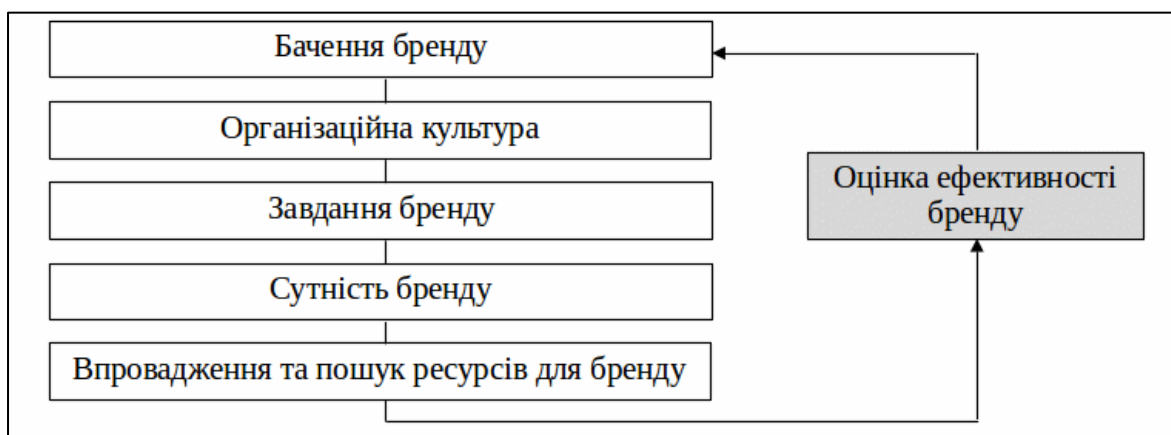 Бачення бренду
Організаційна культура
Завдання бренду
Сутність бренду
Впровадження та пошук ресурсів для бренду
Оцінка ефективності
бренду